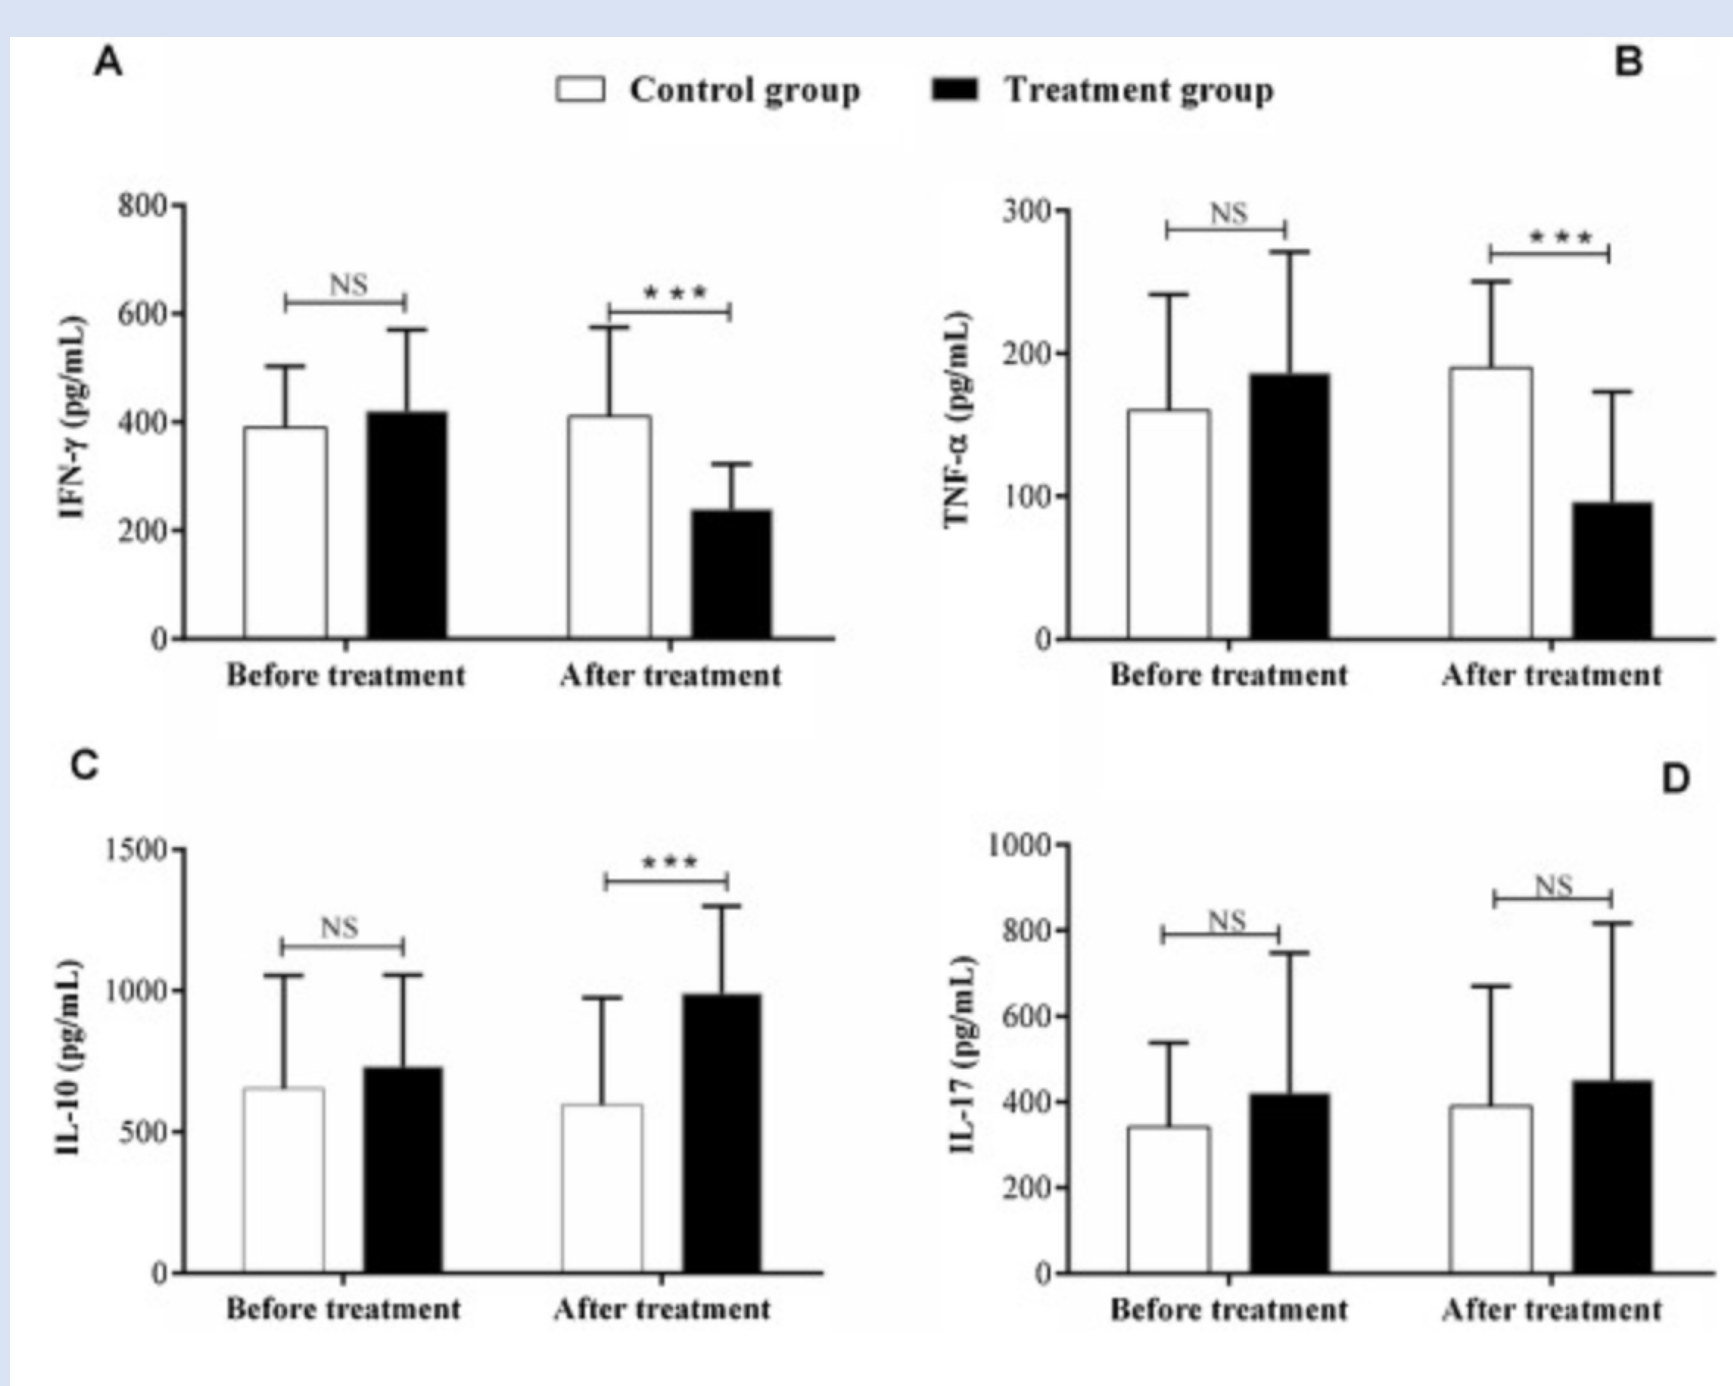 A
B
Control group Treatment group
800
600
400
200
0
IFN-γ (pg/mL)
NS
***
Before treatment After treatment
300
200
100
0
TNF-α (pg/mL)
NS
***
Before treatment After treatment
C
D
1500
1000
500
0
IL-10 (pg/mL)
NS
***
Before treatment After treatment
1000
800
600
400
200
0
IL-17 (pg/mL)
NS
NS
Before treatment After treatment